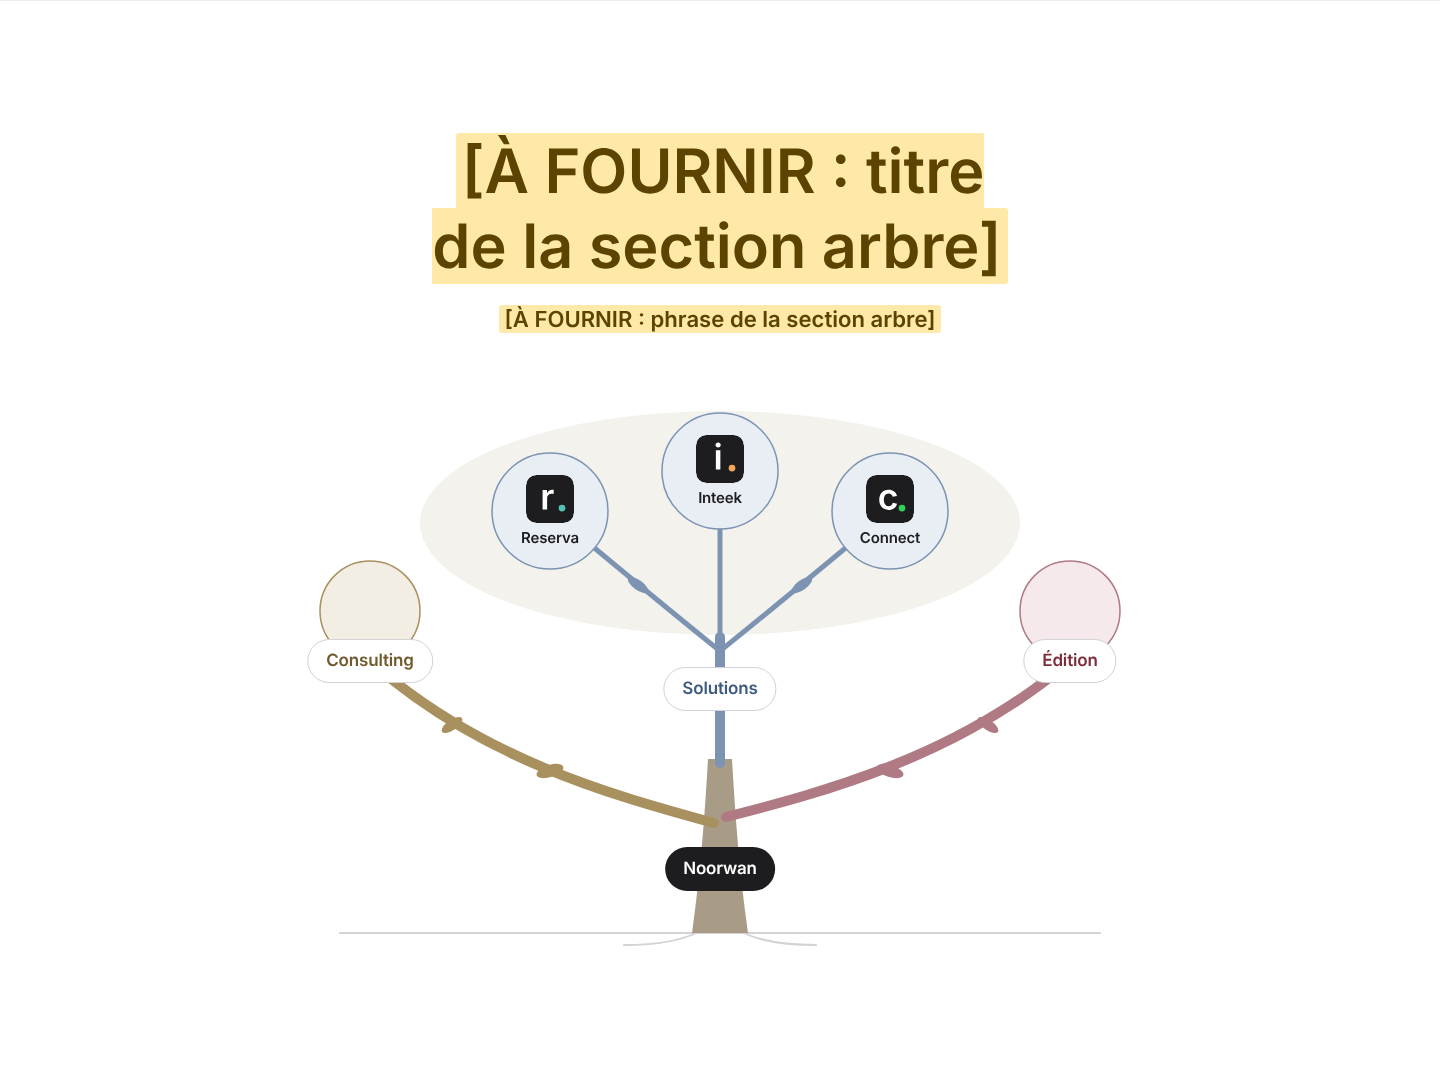 [À FOURNIR : titre
de la section arbre]
[À FOURNIR : phrase de la section arbre]
i.
Inteek
r.
Reserva
c.
Connect
Consulting
Édition
Solutions
Noorwan